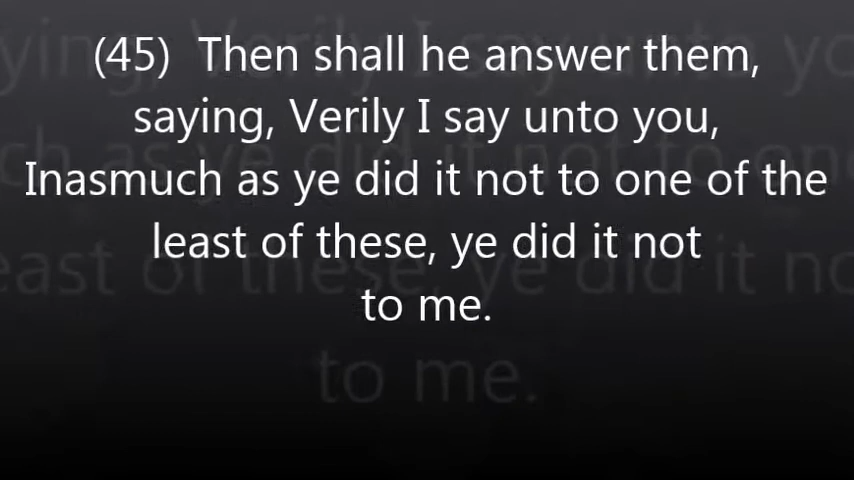 (45) Then shall he answer them,
saying, Verily I say unto you,
Inasmuch as ye did it not to one of the
least of these, ye did it not
to me.